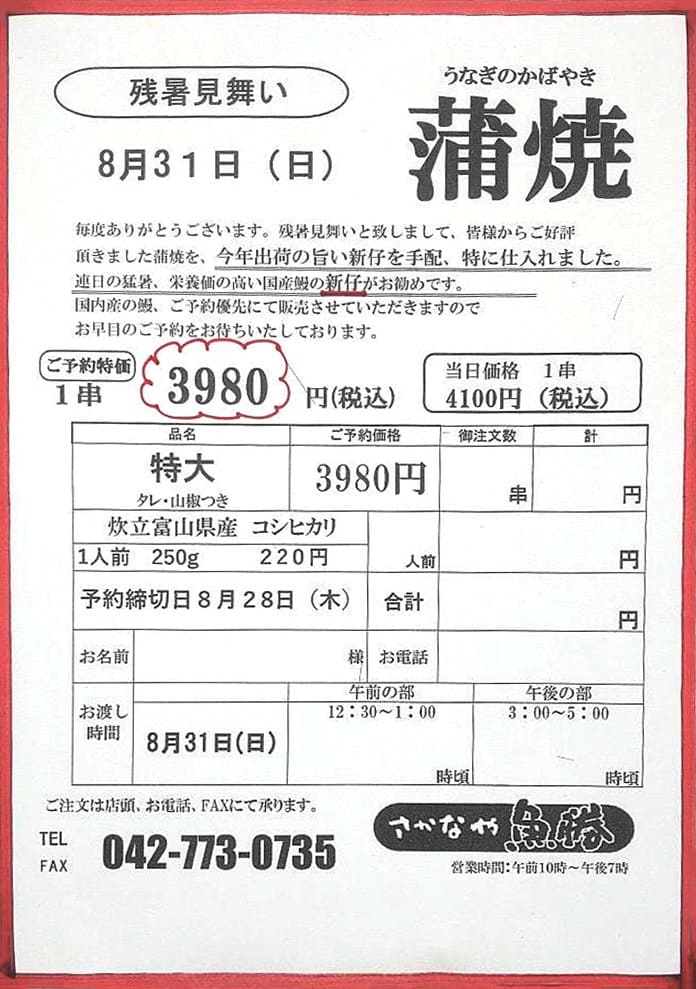 残暑見舞い
8月31日（日）
うなぎのかばやき
蒲焼
毎度ありがとうございます。残暑見舞いと致しまして、皆様からご好評
頂きました蒲焼を、今年出荷の旨い新仔を手配、特に仕入れました。
連日の猛暑、栄養価の高い国産鰻の新仔がお勧めです。
国内産の鰻、ご予約優先にて販売させていただきますので
お早目のご予約をお待ちいたしております。
ご予約特価
1串 3980円(税込)
当日価格 1串
4100円（税込）
品名 ご予約価格 御注文数 計
特大 3980円 串 円
タレ・山椒つき
炊立富山県産 コシヒカリ
1人前 250g 220円 人前 円
予約締切日8月28日（木） 合計 円
お名前 様 お電話
お渡し時間 午前の部 午後の部
12：30～1：00 3：00～5：00
8月31日(日)
時頃 時頃
ご注文は店頭、お電話、FAXにて承ります。
TEL
FAX
042-773-0735
さかなや 魚勝
営業時間：午前10時～午後7時